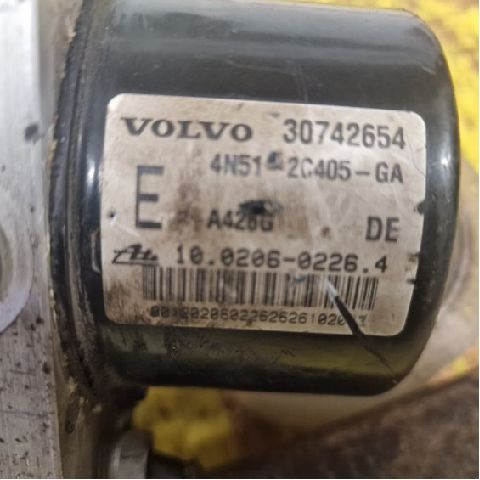 VOLVO 30742654
4N51-2C405-GA
E A426G DE
10.0206-0226.4